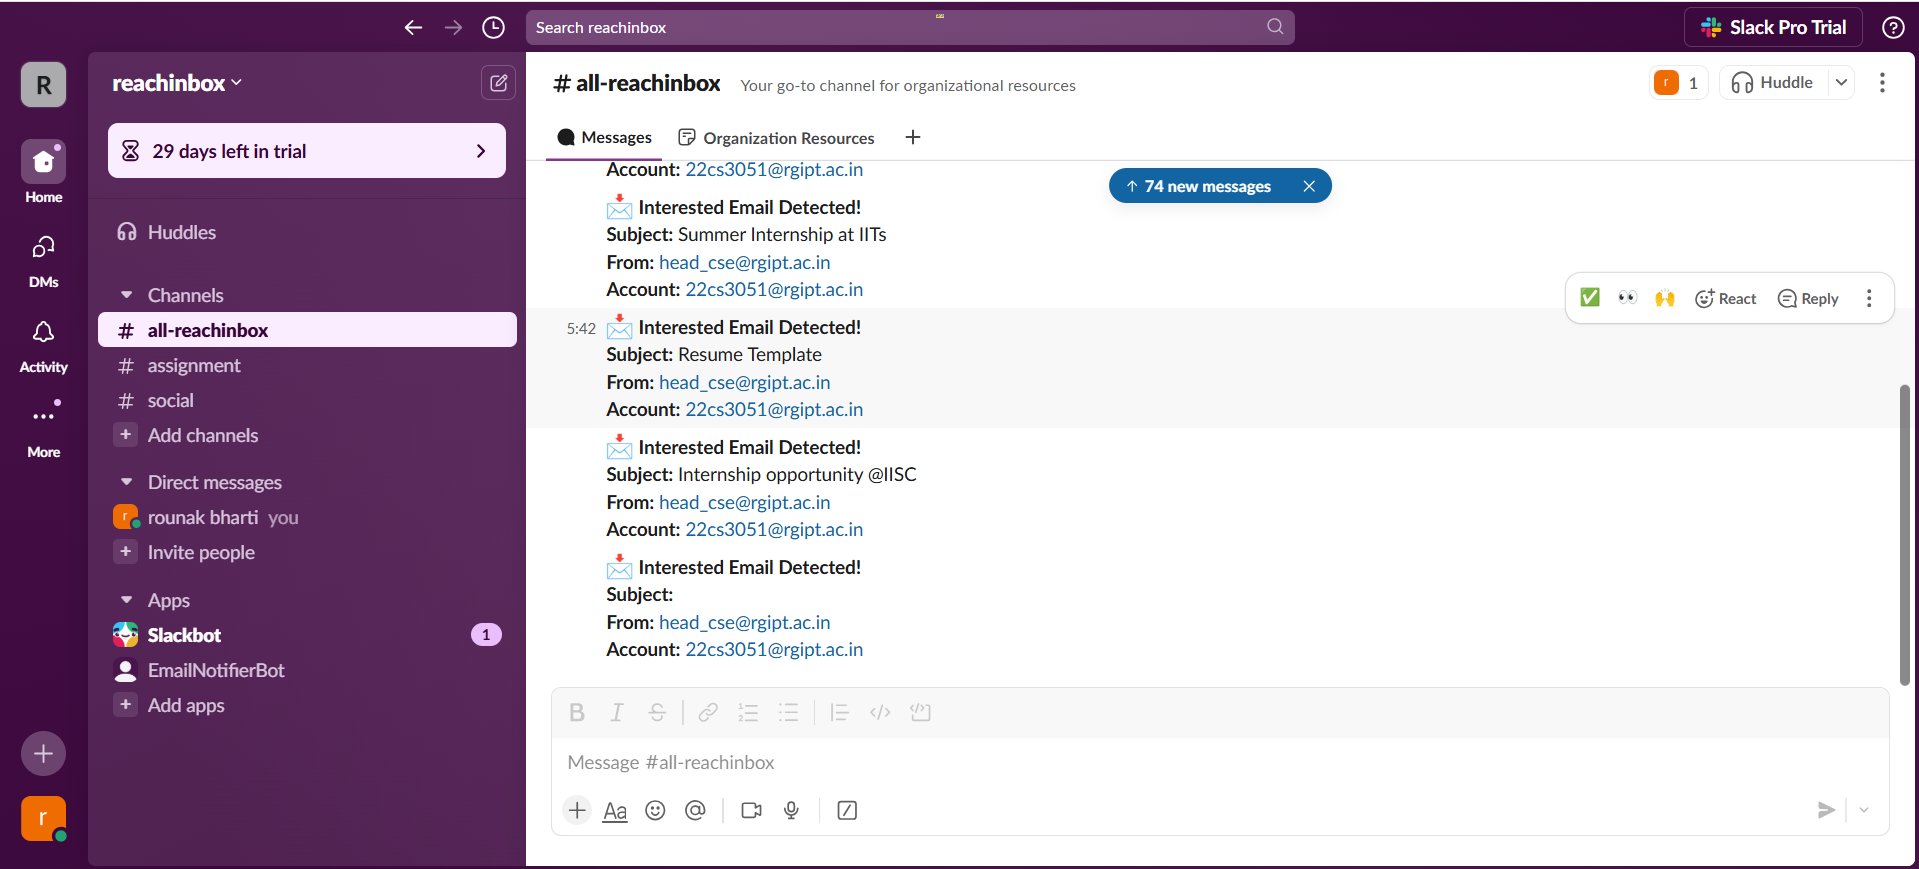 Search reachinbox
Slack Pro Trial
R
reachinbox
29 days left in trial
Home
DMs
Activity
More
Huddles
Channels
# all-reachinbox
# assignment
# social
+ Add channels
Direct messages
r rounak bharti you
+ Invite people
Apps
Slackbot 1
EmailNotifierBot
+ Add apps
r
# all-reachinbox Your go-to channel for organizational resources
r 1
Huddle
Messages Organization Resources +
74 new messages
Account: 22cs3051@rgipt.ac.in
Interested Email Detected!
Subject: Summer Internship at IITs
From: head_cse@rgipt.ac.in
Account: 22cs3051@rgipt.ac.in
React Reply
5:42 Interested Email Detected!
Subject: Resume Template
From: head_cse@rgipt.ac.in
Account: 22cs3051@rgipt.ac.in
Interested Email Detected!
Subject: Internship opportunity @IISC
From: head_cse@rgipt.ac.in
Account: 22cs3051@rgipt.ac.in
Interested Email Detected!
Subject:
From: head_cse@rgipt.ac.in
Account: 22cs3051@rgipt.ac.in
B I S
Message #all-reachinbox
+ Aa @